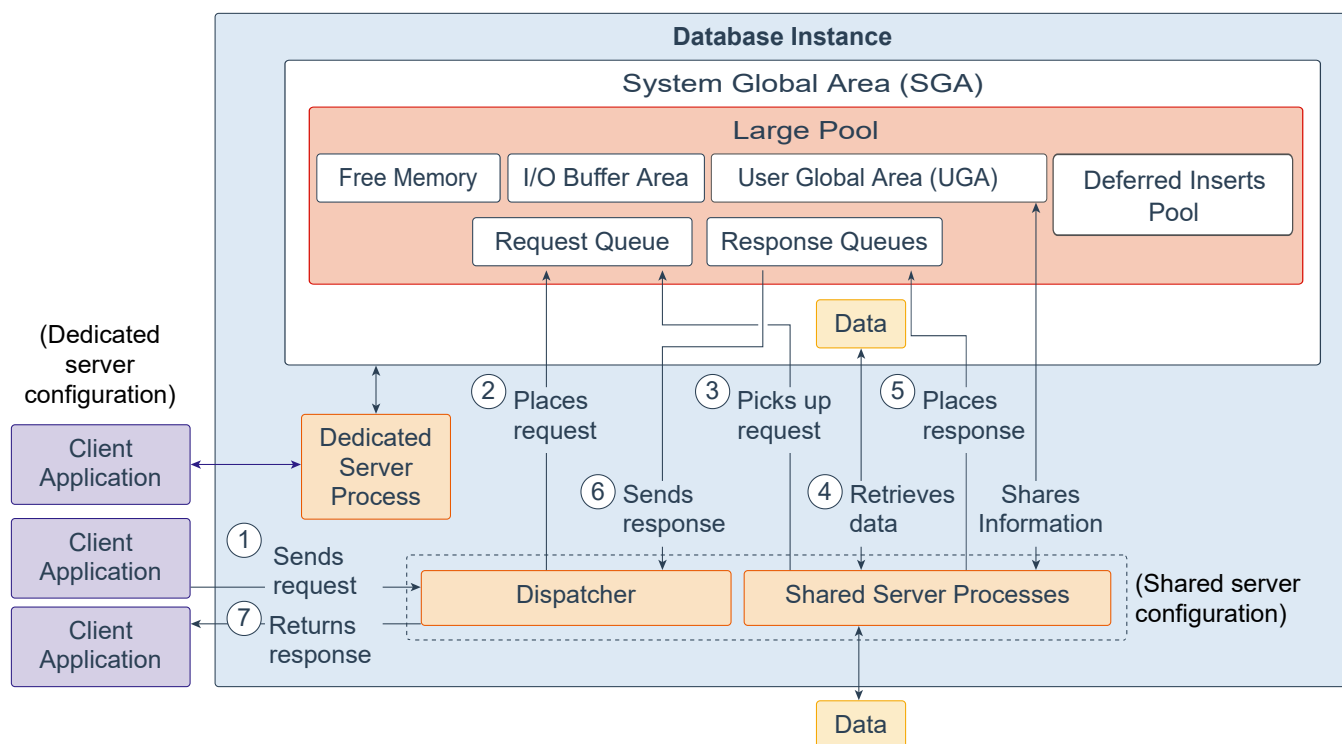 Database Instance
System Global Area (SGA)
Large Pool
Free Memory
I/O Buffer Area
User Global Area (UGA)
Deferred Inserts
Pool
Request Queue
Response Queues
Data
(Dedicated
server
configuration)
2
Places
request
3
Picks up
request
5
Places
response
Client
Application
Dedicated
Server
Process
6
Sends
response
4
Retrieves
data
Shares
Information
Client
Application
1
Sends
request
Dispatcher
Shared Server Processes
(Shared server
configuration)
Client
Application
7
Returns
response
Data